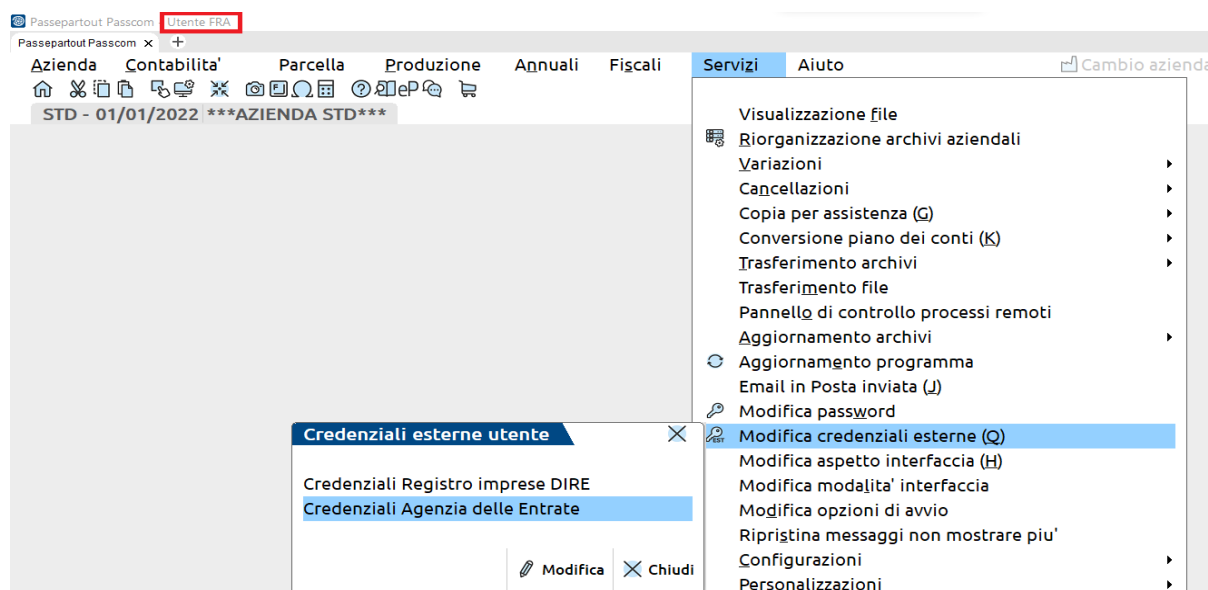 Passepartout Passcom - Utente FRA
Passepartout Passcom × +
Azienda Contabilita' Parcella Produzione Annuali Fiscali Servizi Aiuto Cambio azienda
STD - 01/01/2022 ***AZIENDA STD***
Visualizzazione file
Riorganizzazione archivi aziendali
Variazioni
Cancellazioni
Copia per assistenza (G)
Conversione piano dei conti (K)
Trasferimento archivi
Trasferimento file
Pannello di controllo processi remoti
Aggiornamento archivi
Aggiornamento programma
Email in Posta inviata (J)
Modifica password
Modifica credenziali esterne (Q)
Modifica aspetto interfaccia (H)
Modifica modalita' interfaccia
Modifica opzioni di avvio
Ripristina messaggi non mostrare piu'
Configurazioni
Personalizzazioni
Credenziali esterne utente
Credenziali Registro imprese DIRE
Credenziali Agenzia delle Entrate
Modifica Chiudi